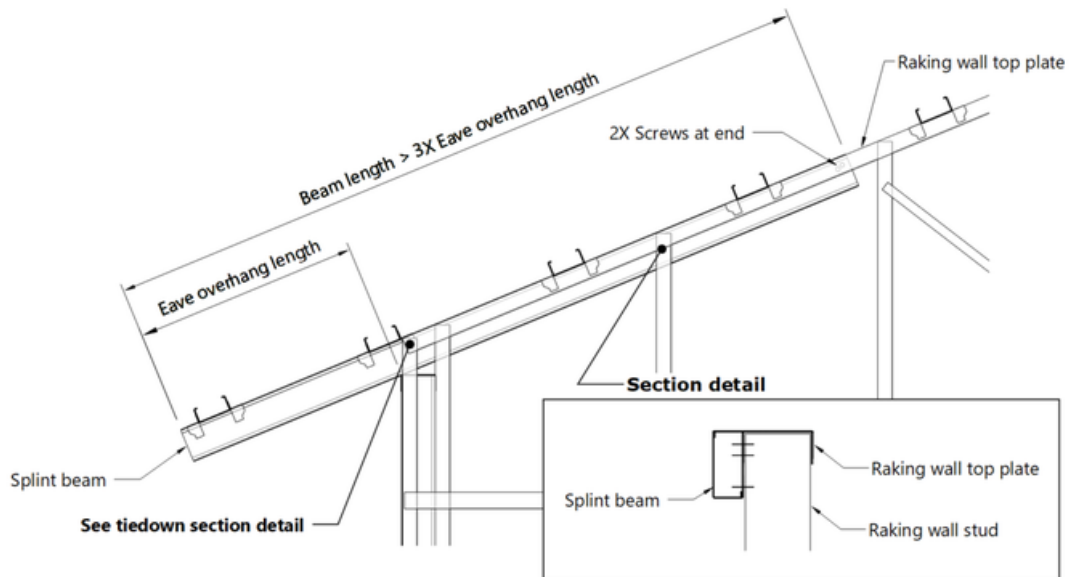 Raking wall top plate
2X Screws at end
Beam length > 3X Eave overhang length
Eave overhang length
Section detail
Splint beam
See tiedown section detail
Raking wall top plate
Splint beam
Raking wall stud